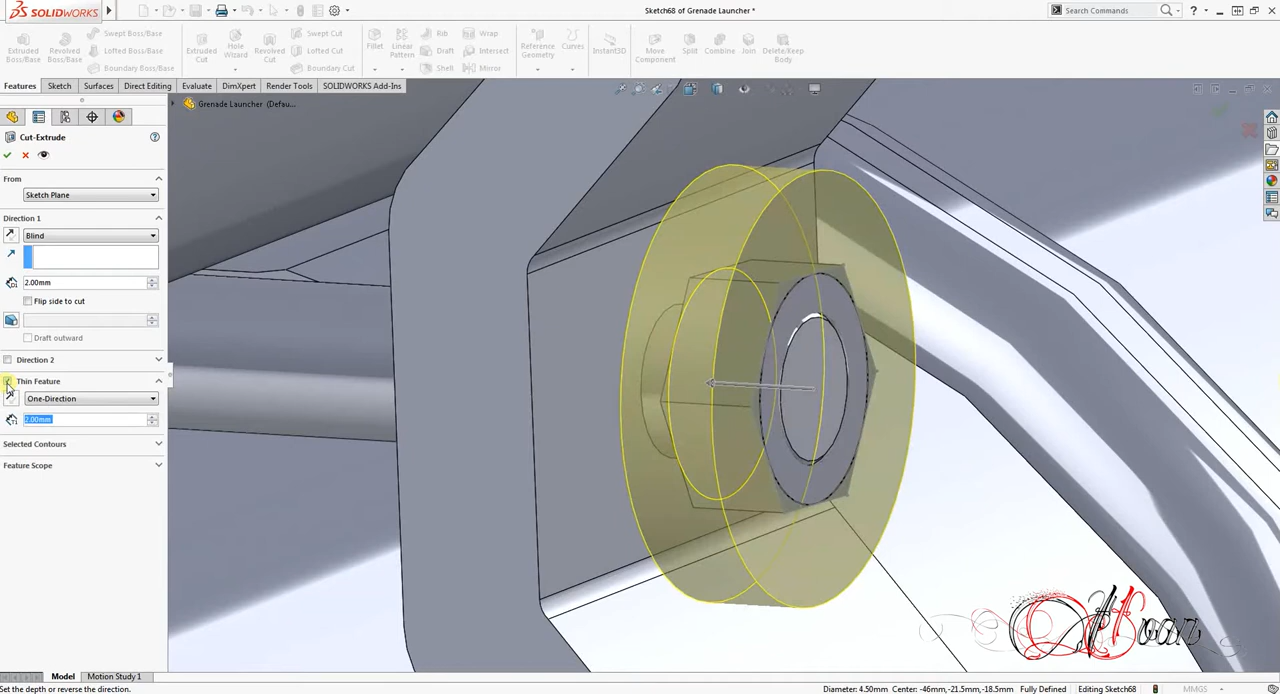 SOLIDWORKS
Sketch68 of Grenade Launcher *
Search Commands
Extruded Boss/Base
Revolved Boss/Base
Swept Boss/Base
Lofted Boss/Base
Boundary Boss/Base
Extruded Cut
Hole Wizard
Revolved Cut
Swept Cut
Lofted Cut
Boundary Cut
Fillet
Linear Pattern
Rib
Draft
Shell
Wrap
Intersect
Mirror
Reference Geometry
Curves
Instant3D
Move Component
Split
Combine
Join
Delete/Keep Body
Features
Sketch
Surfaces
Direct Editing
Evaluate
DimXpert
Render Tools
SOLIDWORKS Add-Ins
Grenade Launcher (Defau...
Cut-Extrude
From
Sketch Plane
Direction 1
Blind
2.00mm
Flip side to cut
Draft outward
Direction 2
Thin Feature
One-Direction
2.00mm
Selected Contours
Feature Scope
Model
Motion Study 1
Set the depth or reverse the direction.
Diameter: 4.50mm Center: -46mm,-21.5mm,-18.5mm Fully Defined Editing Sketch68 MMGS